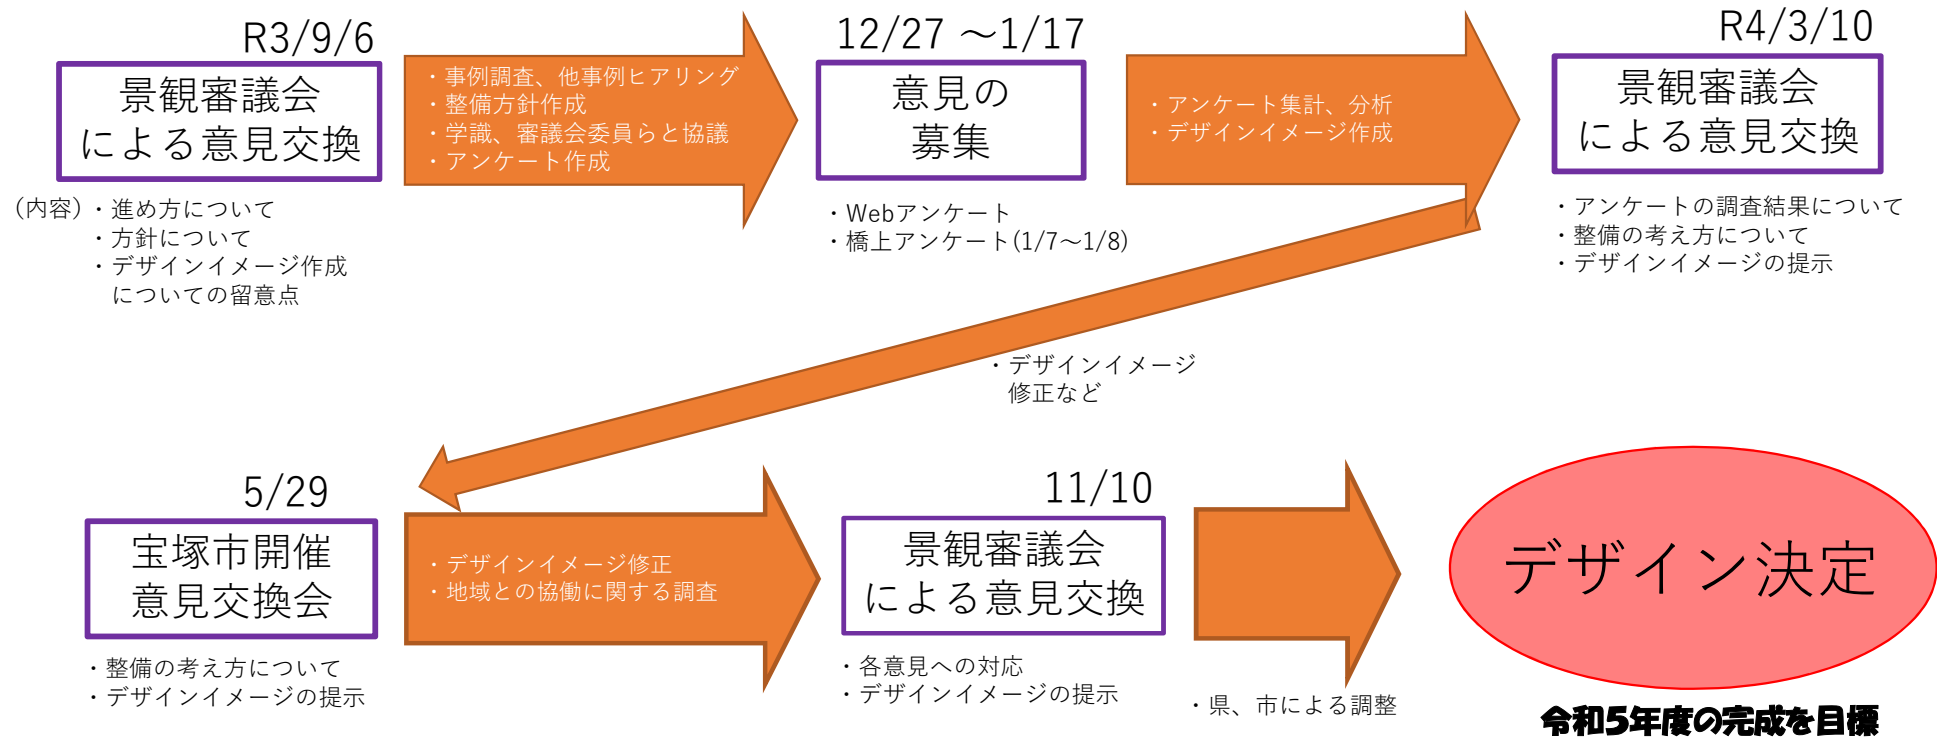 R3/9/6
景観審議会
による意見交換
(内容)・進め方について
・方針について
・デザインイメージ作成
についての留意点
・事例調査、他事例ヒアリング
・整備方針作成
・学識、審議会委員らと協議
・アンケート作成
12/27 ～1/17
意見の
募集
・Webアンケート
・橋上アンケート(1/7～1/8)
・アンケート集計、分析
・デザインイメージ作成
R4/3/10
景観審議会
による意見交換
・アンケートの調査結果について
・整備の考え方について
・デザインイメージの提示
・デザインイメージ
修正など
5/29
宝塚市開催
意見交換会
・整備の考え方について
・デザインイメージの提示
・デザインイメージ修正
・地域との協働に関する調査
11/10
景観審議会
による意見交換
・各意見への対応
・デザインイメージの提示
・県、市による調整
デザイン決定
令和5年度の完成を目標